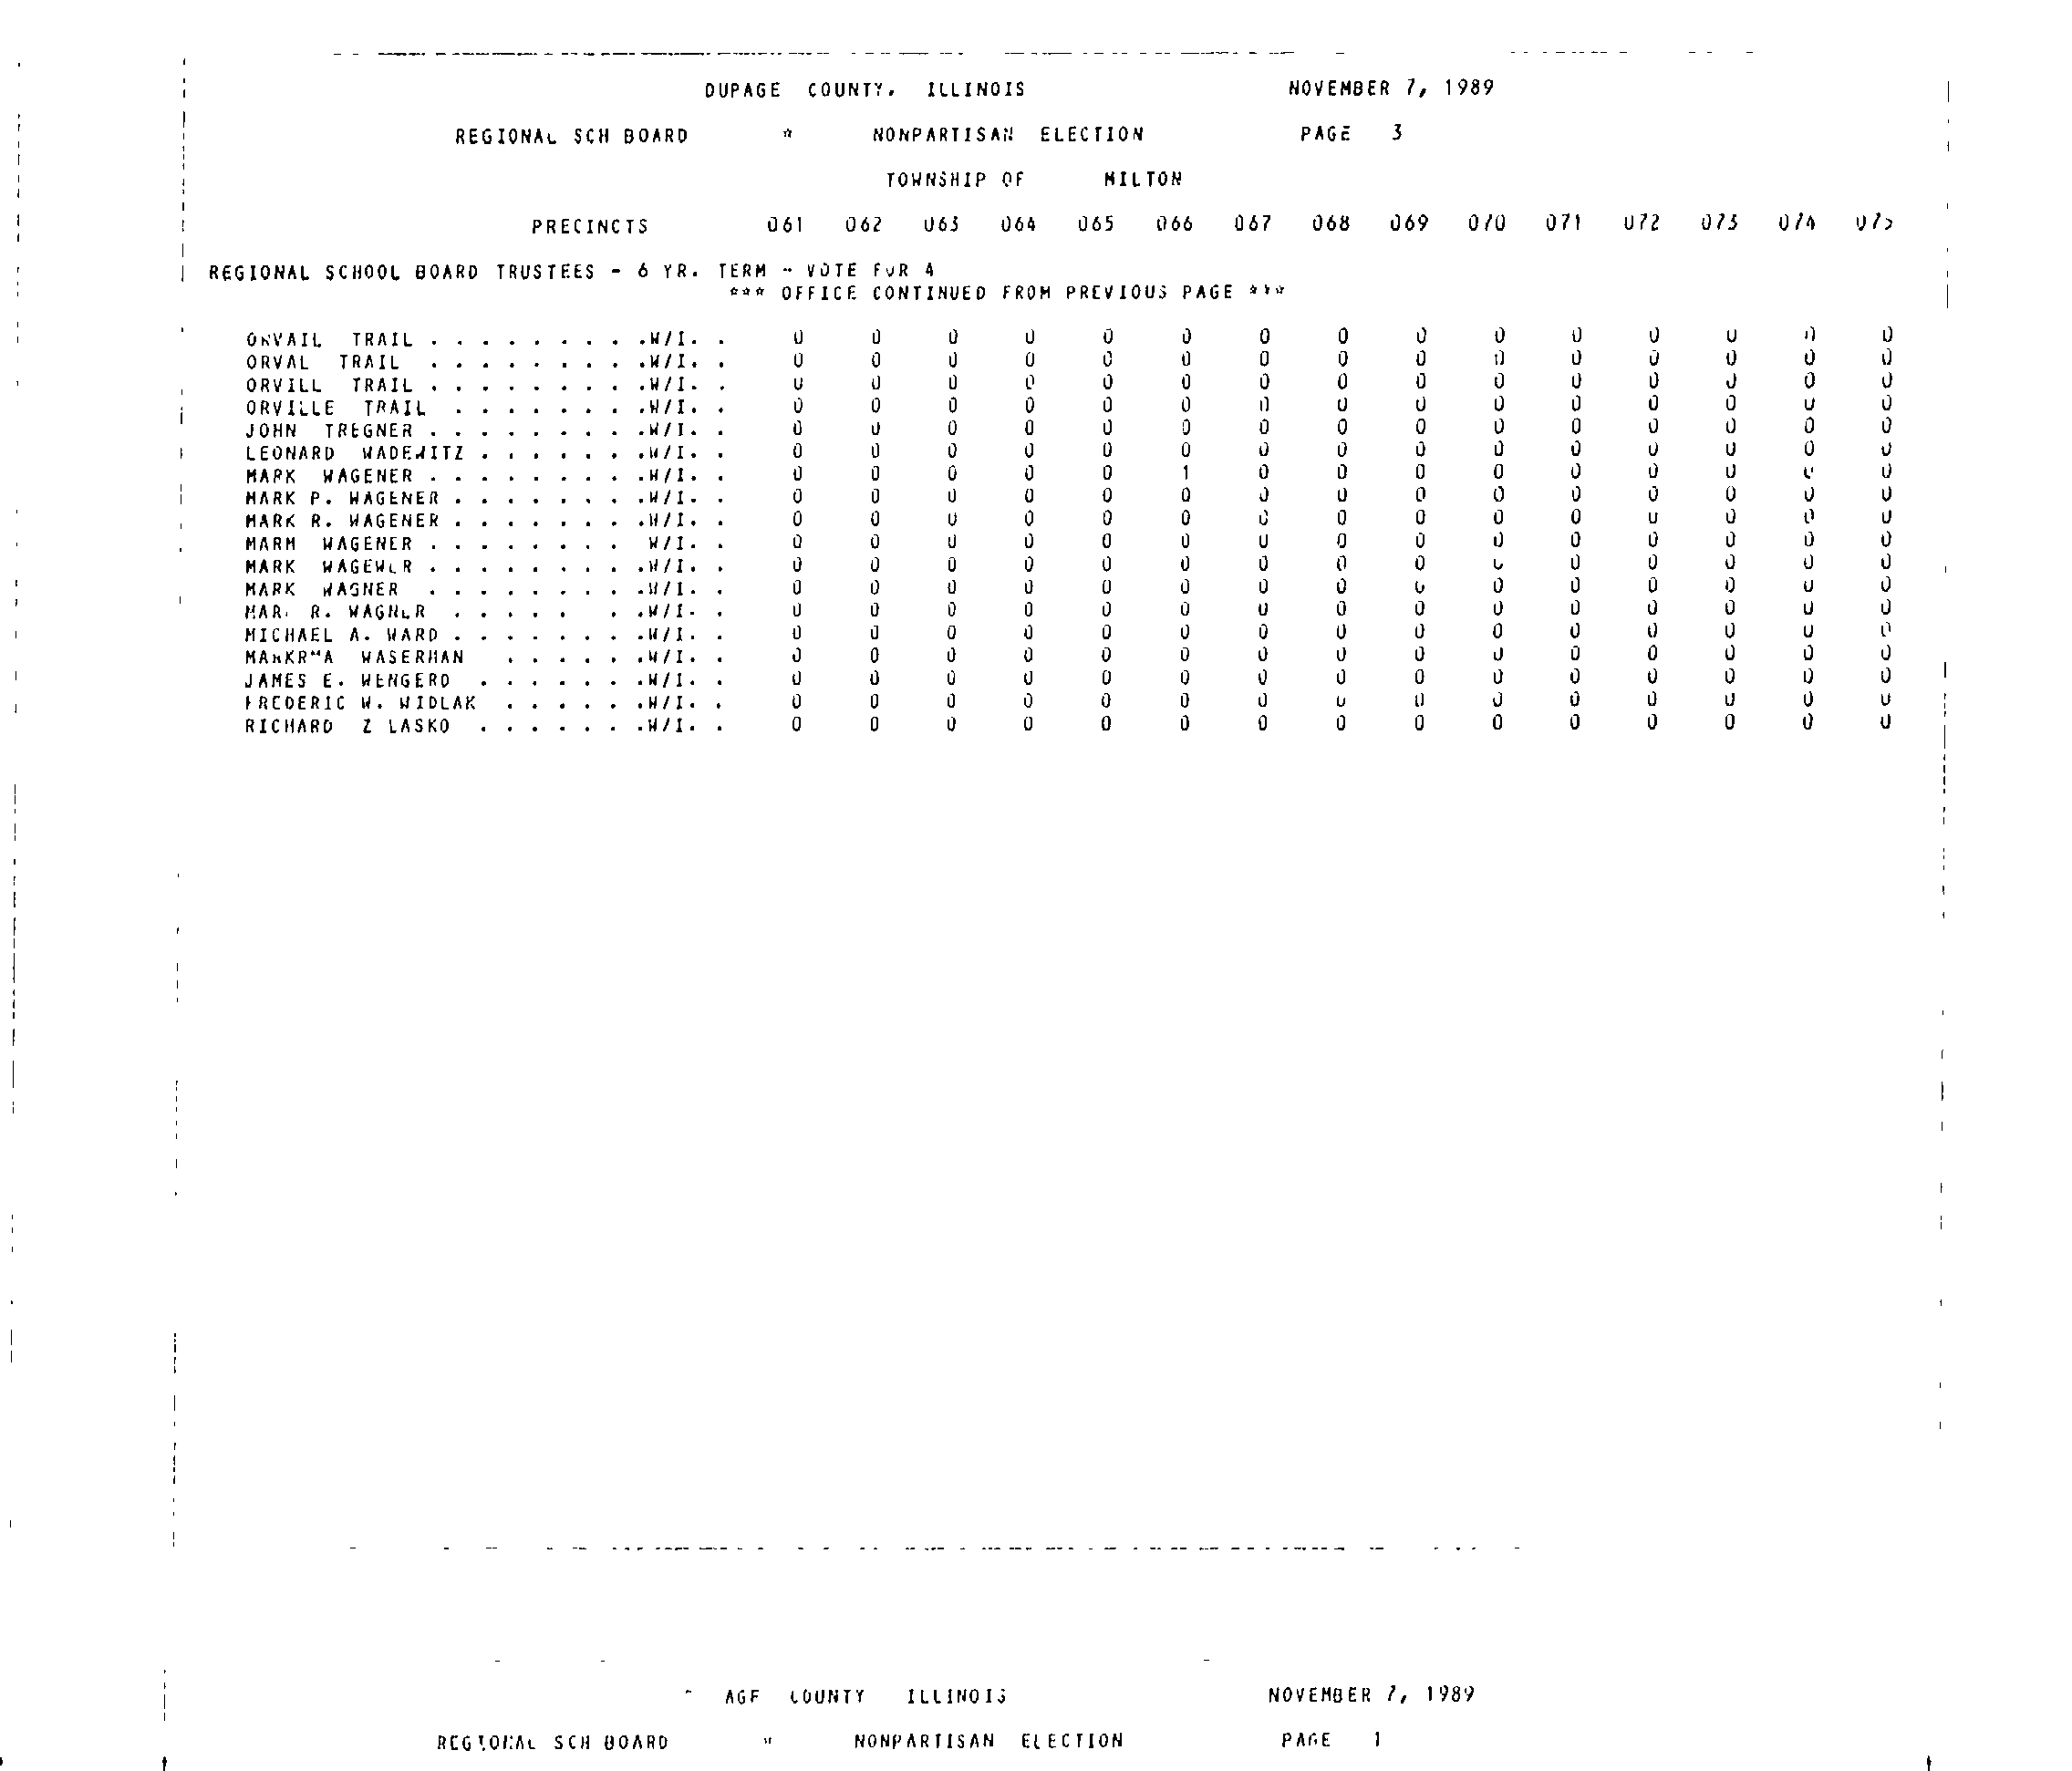 DUPAGE COUNTY, ILLINOIS NOVEMBER 7, 1989
REGIONAL SCH BOARD * NONPARTISAN ELECTION PAGE 3
TOWNSHIP OF MILTON
PRECINCTS 061 062 063 064 065 066 067 068 069 070 071 072 073 074 075
REGIONAL SCHOOL BOARD TRUSTEES - 6 YR. TERM - VOTE FOR 4
*** OFFICE CONTINUED FROM PREVIOUS PAGE ***
ORVAIL TRAIL . . . . . . . . .W/I. . 0 0 0 0 0 0 0 0 0 0 0 0 0 0 0
ORVAL TRAIL . . . . . . . . .W/I. . 0 0 0 0 0 0 0 0 0 0 0 0 0 0 0
ORVILL TRAIL . . . . . . . . .W/I. . 0 0 0 0 0 0 0 0 0 0 0 0 0 0 0
ORVILLE TRAIL . . . . . . . .W/I. . 0 0 0 0 0 0 0 0 0 0 0 0 0 0 0
JOHN TREGNER . . . . . . . . .W/I. . 0 0 0 0 0 0 0 0 0 0 0 0 0 0 0
LEONARD WADEWITZ . . . . . . .W/I. . 0 0 0 0 0 0 0 0 0 0 0 0 0 0 0
MARK WAGENER . . . . . . . . .W/I. . 0 0 0 0 0 1 0 0 0 0 0 0 0 0 0
MARK P. WAGENER . . . . . . . .W/I. . 0 0 0 0 0 0 0 0 0 0 0 0 0 0 0
MARK R. WAGENER . . . . . . . .W/I. . 0 0 0 0 0 0 0 0 0 0 0 0 0 0 0
MARM WAGENER . . . . . . . . W/I. . 0 0 0 0 0 0 0 0 0 0 0 0 0 0 0
MARK WAGEWER . . . . . . . . .W/I. . 0 0 0 0 0 0 0 0 0 0 0 0 0 0 0
MARK WAGNER . . . . . . . . .W/I. . 0 0 0 0 0 0 0 0 0 0 0 0 0 0 0
R. WAGNER . . . . . . .W/I. . 0 0 0 0 0 0 0 0 0 0 0 0 0 0 0
MICHAEL A. WARD . . . . . . . .W/I. . 0 0 0 0 0 0 0 0 0 0 0 0 0 0 0
WASERMAN . . . . . .W/I. . 0 0 0 0 0 0 0 0 0 0 0 0 0 0 0
JAMES E. WENGERD . . . . . . .W/I. . 0 0 0 0 0 0 0 0 0 0 0 0 0 0 0
FREDERIC W. WIDLAK . . . . . .W/I. . 0 0 0 0 0 0 0 0 0 0 0 0 0 0 0
RICHARD Z LASKO . . . . . . .W/I. . 0 0 0 0 0 0 0 0 0 0 0 0 0 0 0
AGE COUNTY ILLINOIS NOVEMBER 7, 1989
REGIONAL SCH BOARD * NONPARTISAN ELECTION PAGE 1